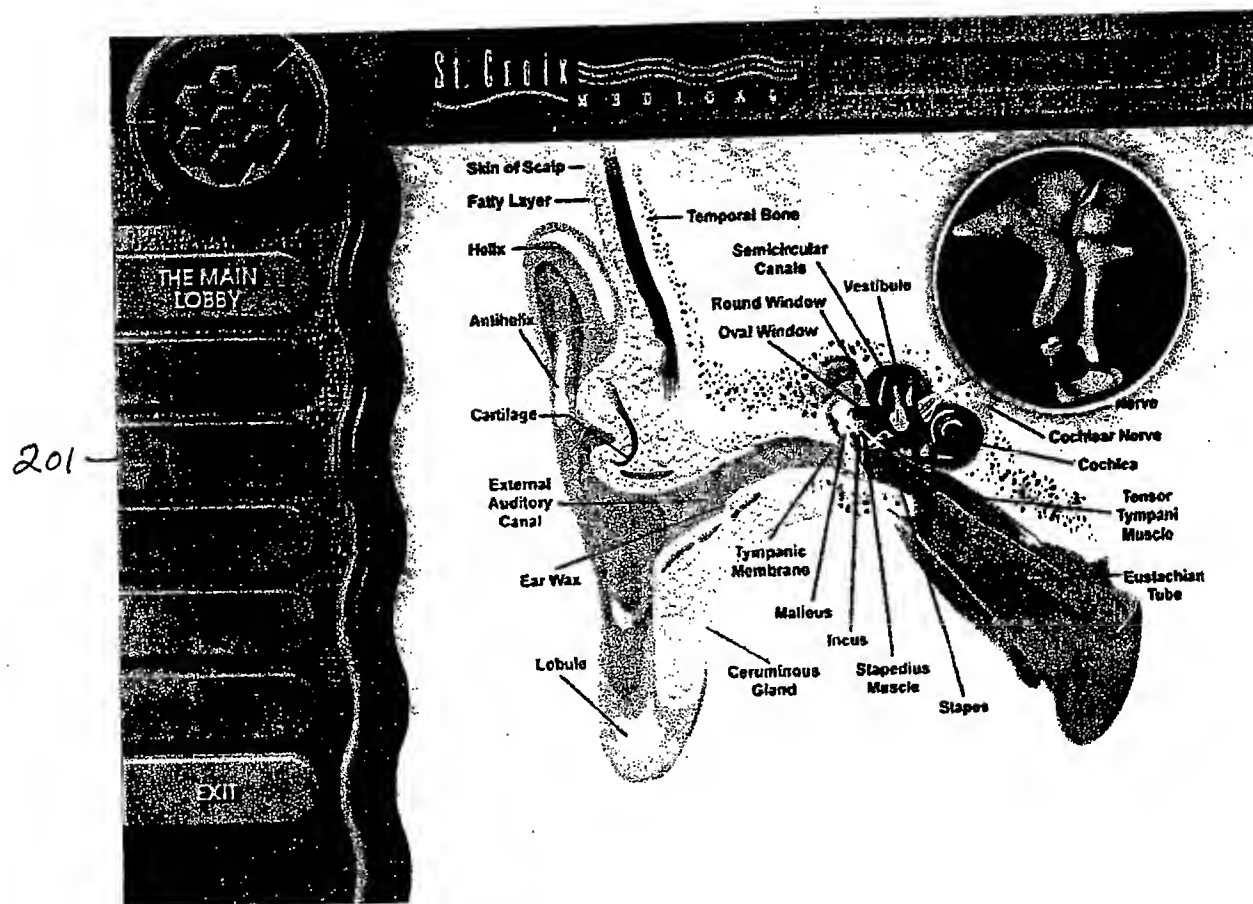 St. Croix
MEDICAL
Skin of Scalp
Fatty Layer
Temporal Bone
Helix
Semicircular
Canals
Vestibule
THE MAIN
LOBBY
Round Window
Antihelix
Oval Window
Nerve
Cartilage
Cochlear Nerve
201
Cochlea
External
Auditory
Canal
Tensor
Tympani
Muscle
Tympanic
Membrane
Ear Wax
Eustachian
Tube
Malleus
Incus
Lobule
Ceruminous
Gland
Stapedius
Muscle
Stapes
EXIT